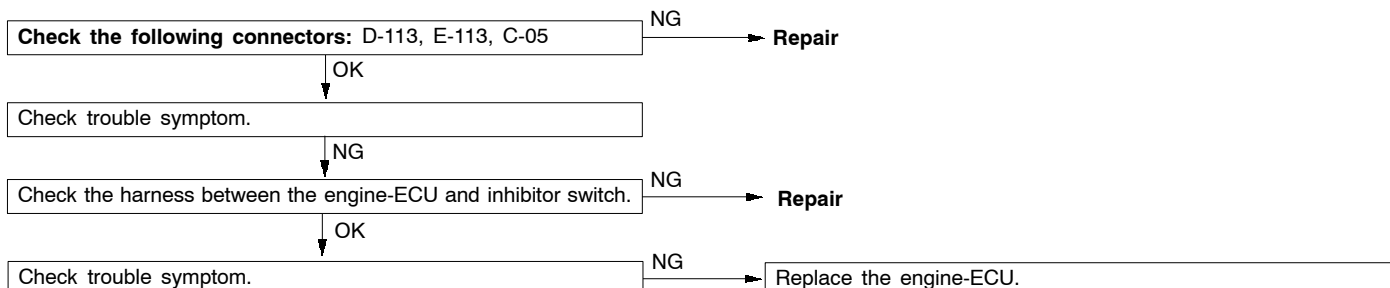 Check the following connectors: D-113, E-113, C-05
NG
Repair
OK
Check trouble symptom.
NG
Check the harness between the engine-ECU and inhibitor switch.
NG
Repair
OK
Check trouble symptom.
NG
Replace the engine-ECU.